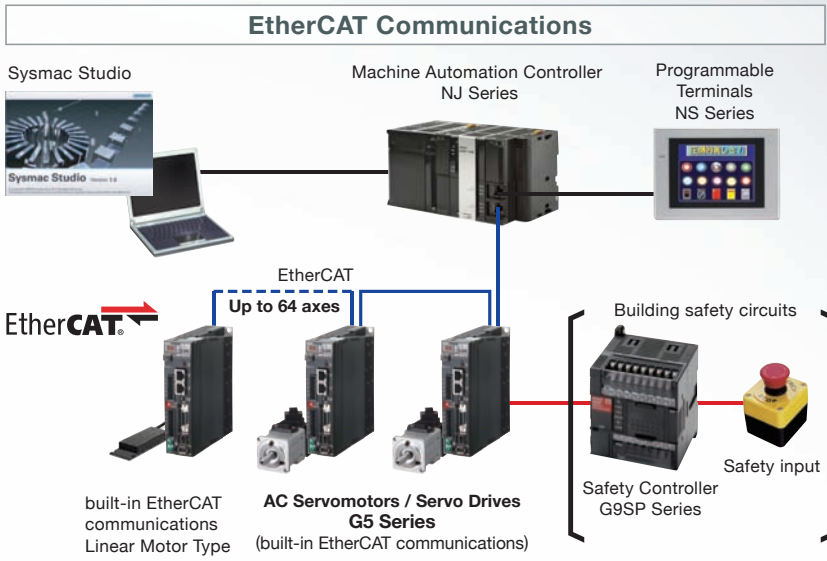 EtherCAT Communications
Sysmac Studio
Machine Automation Controller
NJ Series
Programmable
Terminals
NS Series
Sysmac Studio
EtherCAT
Up to 64 axes
EtherCAT®
Building safety circuits
Safety input
Safety Controller
G9SP Series
built-in EtherCAT
communications
Linear Motor Type
AC Servomotors / Servo Drives
G5 Series
(built-in EtherCAT communications)